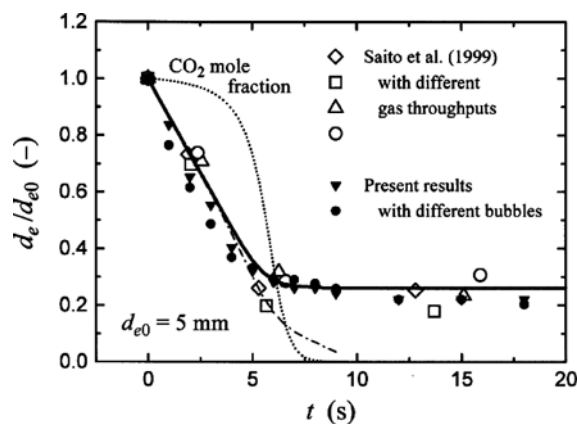 CO2 mole
fraction
Saito et al. (1999)
with different
gas throughputs
Present results
with different bubbles
de0 = 5 mm
de/de0 (−)
1.0
0.8
0.6
0.4
0.2
0.0
0
5
10
15
20
t (s)